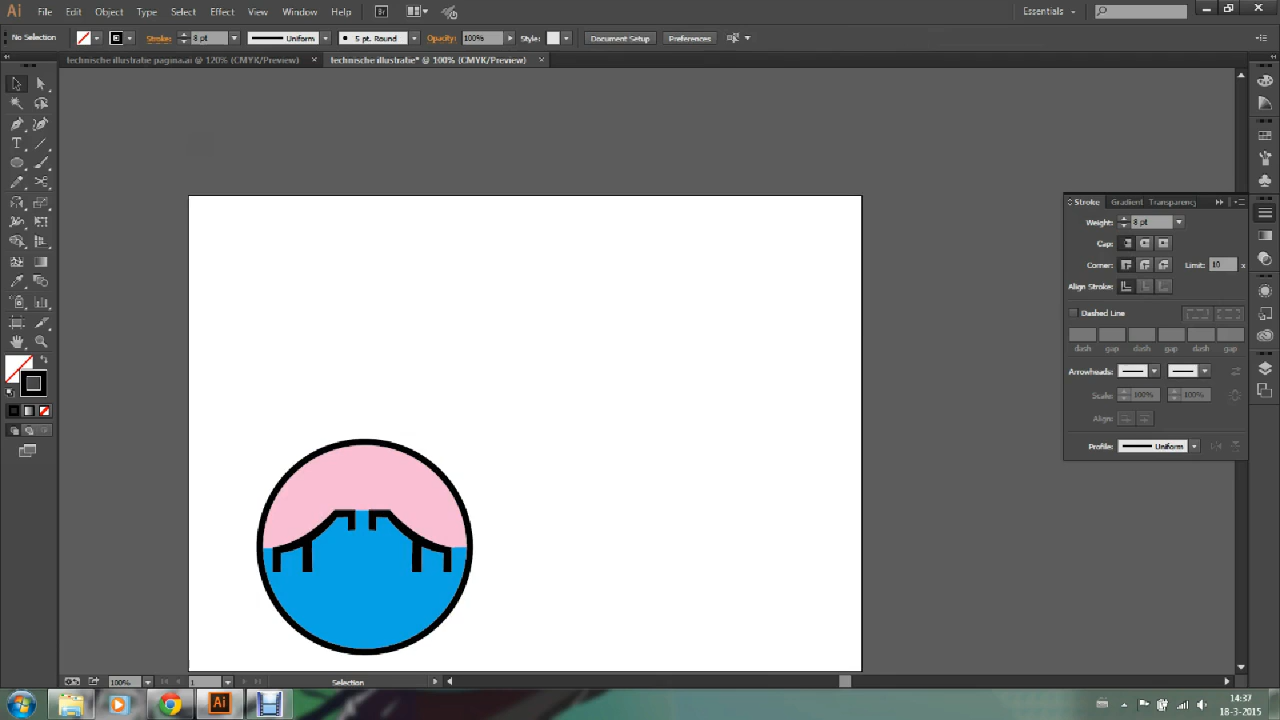 Ai File Edit Object Type Select Effect View Window Help Br Essentials
No Selection Stroke: 8 pt Uniform 5 pt. Round Opacity: 100% Style: Document Setup Preferences
technische illustratie pagina.ai @ 120% (CMYK/Preview) × technische illustratie* @ 100% (CMYK/Preview) ×
Stroke Gradient Transparency
Weight: 8 pt
Cap:
Corner: Limit: 10 x
Align Stroke:
Dashed Line
dash gap dash gap dash gap
Arrowheads:
Scale: 100% 100%
Align:
Profile: Uniform
100% 1 Selection
Ai 14:37
18-3-2015